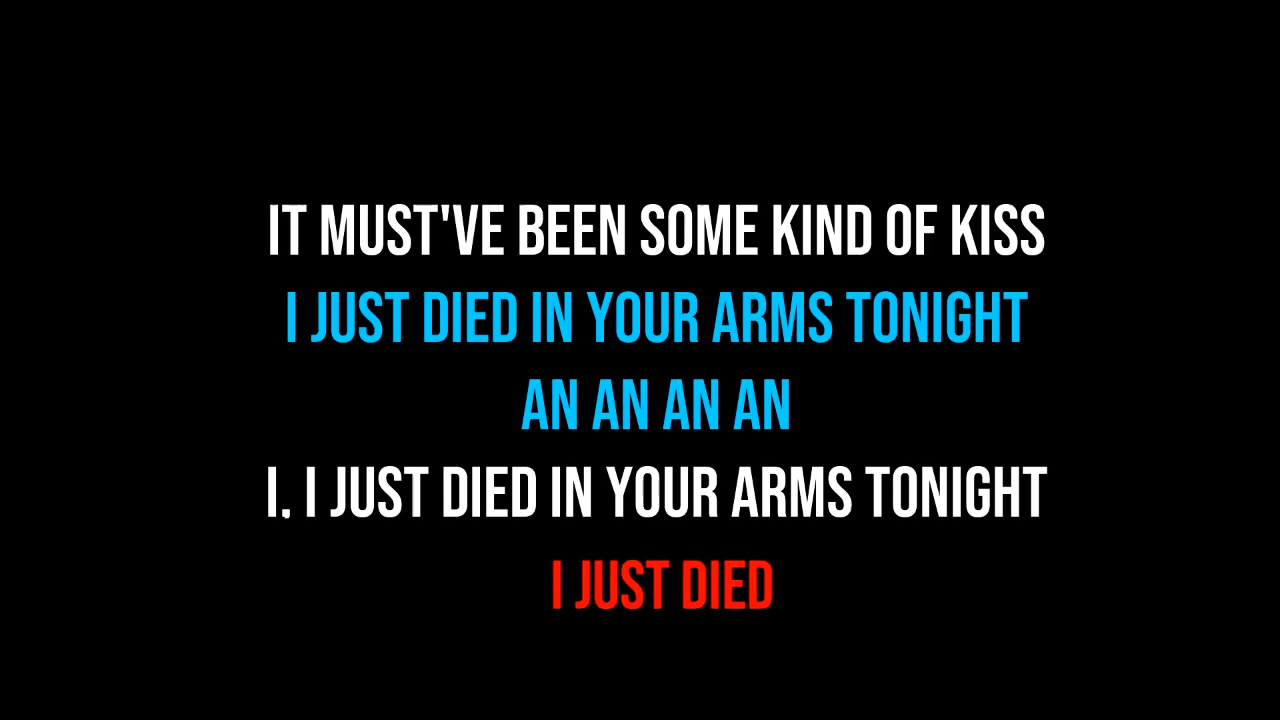 IT MUST'VE BEEN SOME KIND OF KISS
I JUST DIED IN YOUR ARMS TONIGHT
AN AN AN AN
I, I JUST DIED IN YOUR ARMS TONIGHT
I JUST DIED